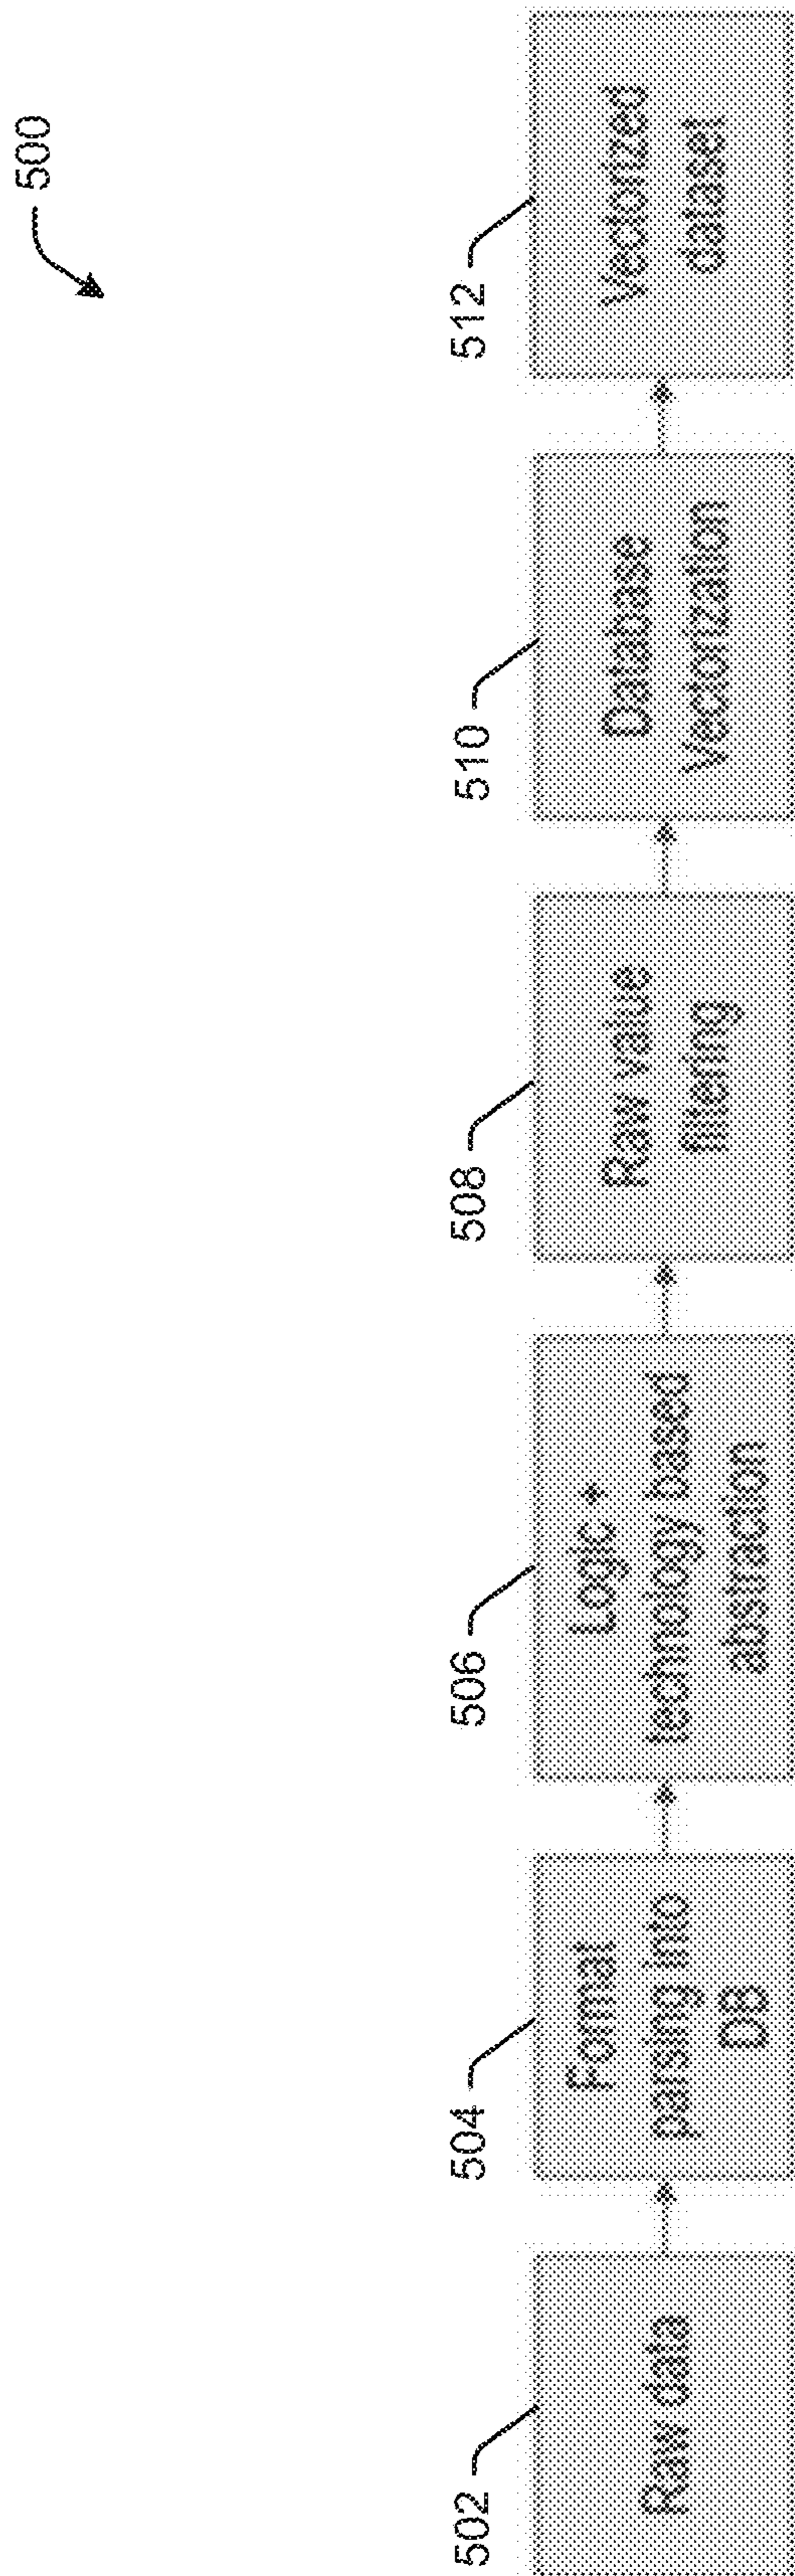 500
502
Raw data
504
Format
parsing into
DB
506
Logic +
technology based
abstraction
508
Raw value
filtering
510
Database
Vectorization
512
Vectorized
dataset